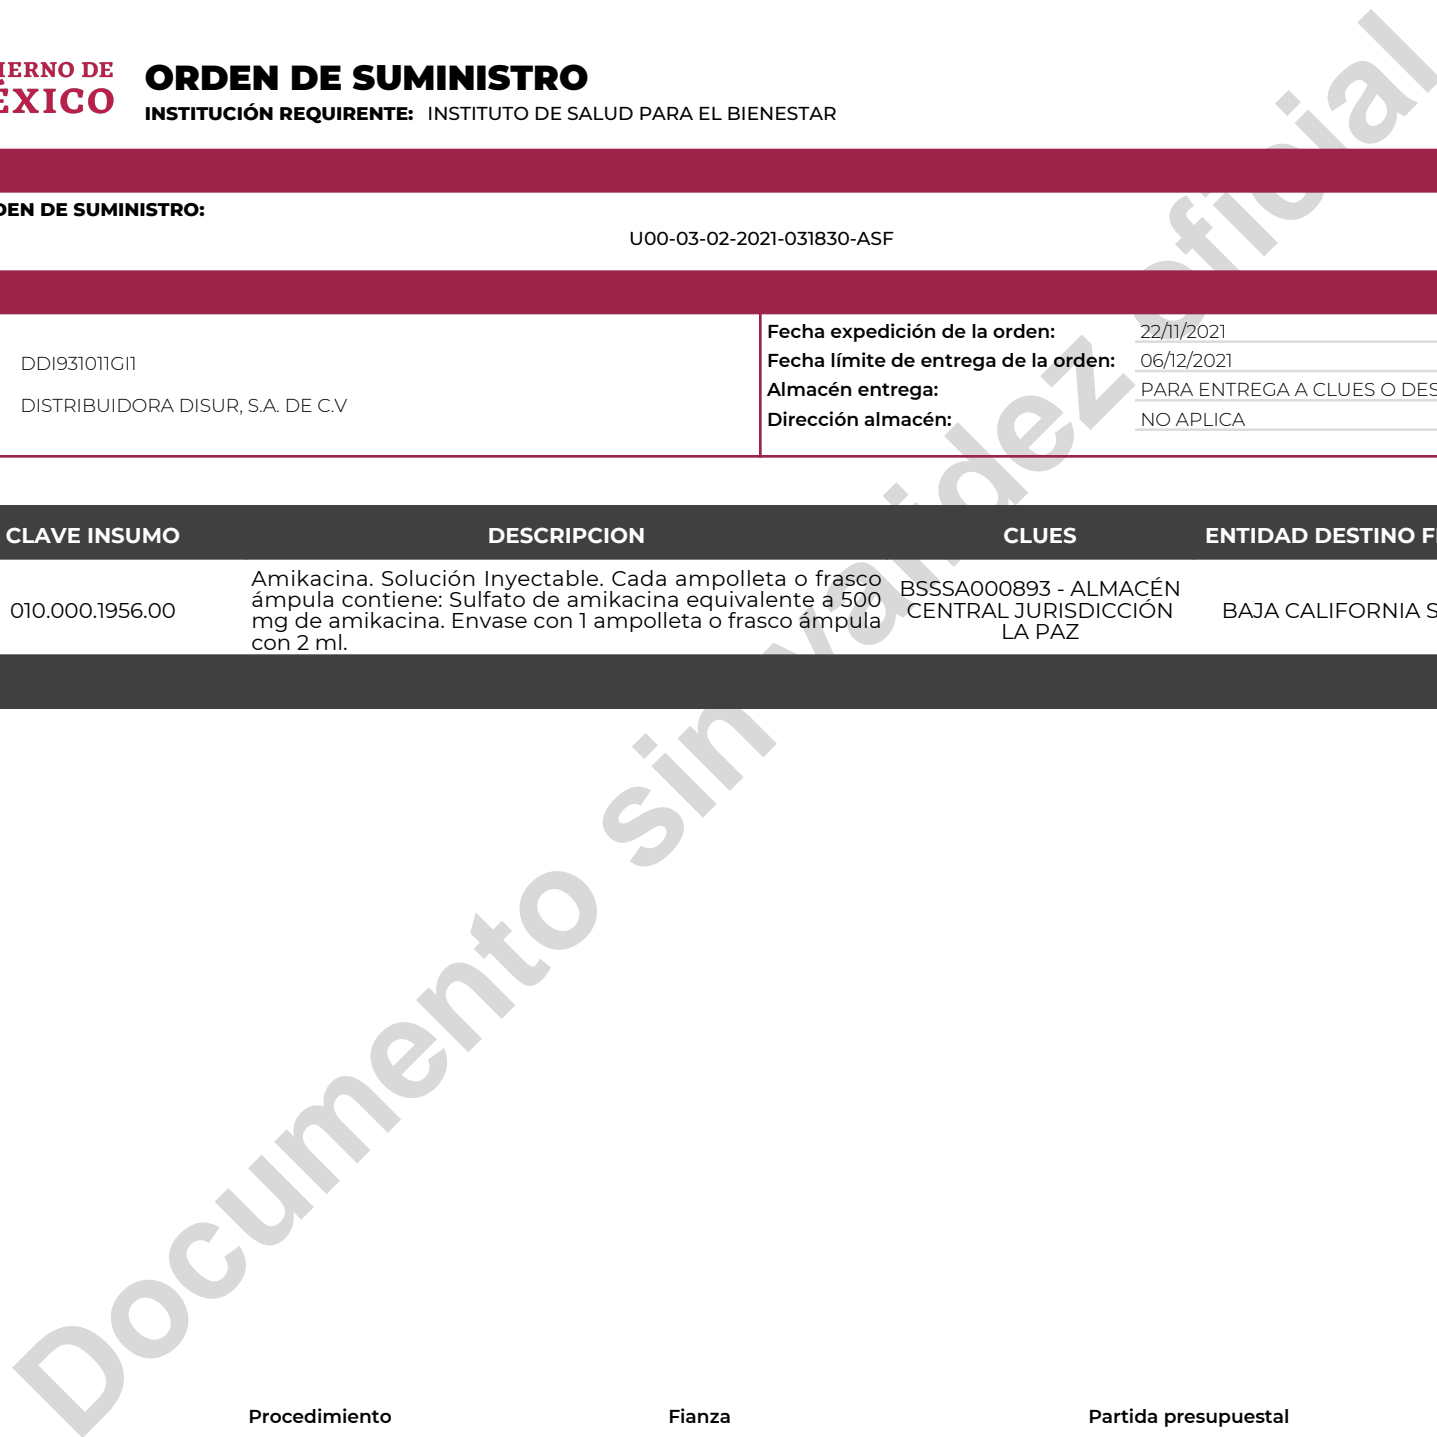 IERNO DE
ÉXICO
ORDEN DE SUMINISTRO
INSTITUCIÓN REQUIRENTE: INSTITUTO DE SALUD PARA EL BIENESTAR
DEN DE SUMINISTRO:
U00-03-02-2021-031830-ASF
DDI931011GI1
DISTRIBUIDORA DISUR, S.A. DE C.V
Fecha expedición de la orden: 22/11/2021
Fecha límite de entrega de la orden: 06/12/2021
Almacén entrega: PARA ENTREGA A CLUES O DES
Dirección almacén: NO APLICA
CLAVE INSUMO DESCRIPCION CLUES ENTIDAD DESTINO F
010.000.1956.00
Amikacina. Solución Inyectable. Cada ampolleta o frasco
ámpula contiene: Sulfato de amikacina equivalente a 500
mg de amikacina. Envase con 1 ampolleta o frasco ámpula
con 2 ml.
BSSSA000893 - ALMACÉN
CENTRAL JURISDICCIÓN
LA PAZ
BAJA CALIFORNIA S
Documento sin validez oficial
Procedimiento Fianza Partida presupuestal